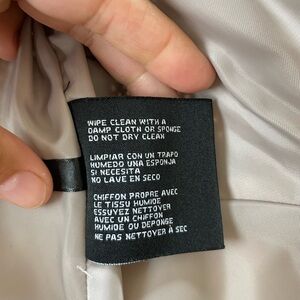 WIPE CLEAN WITH A
DAMP CLOTH OR SPONGE
DO NOT DRY CLEAN
LIMPIAR CON UN TRAPO
HUMEDO UNA ESPONJA
SI NECESITA
NO LAVE EN SECO
CHIFFON PROPRE AVEC
LE TISSU HUMIDE
ESSUYEZ NETTOYER
AVEC UN CHIFFON
HUMIDE OU DEPONGE
NE PAS NETTOYER À SEC